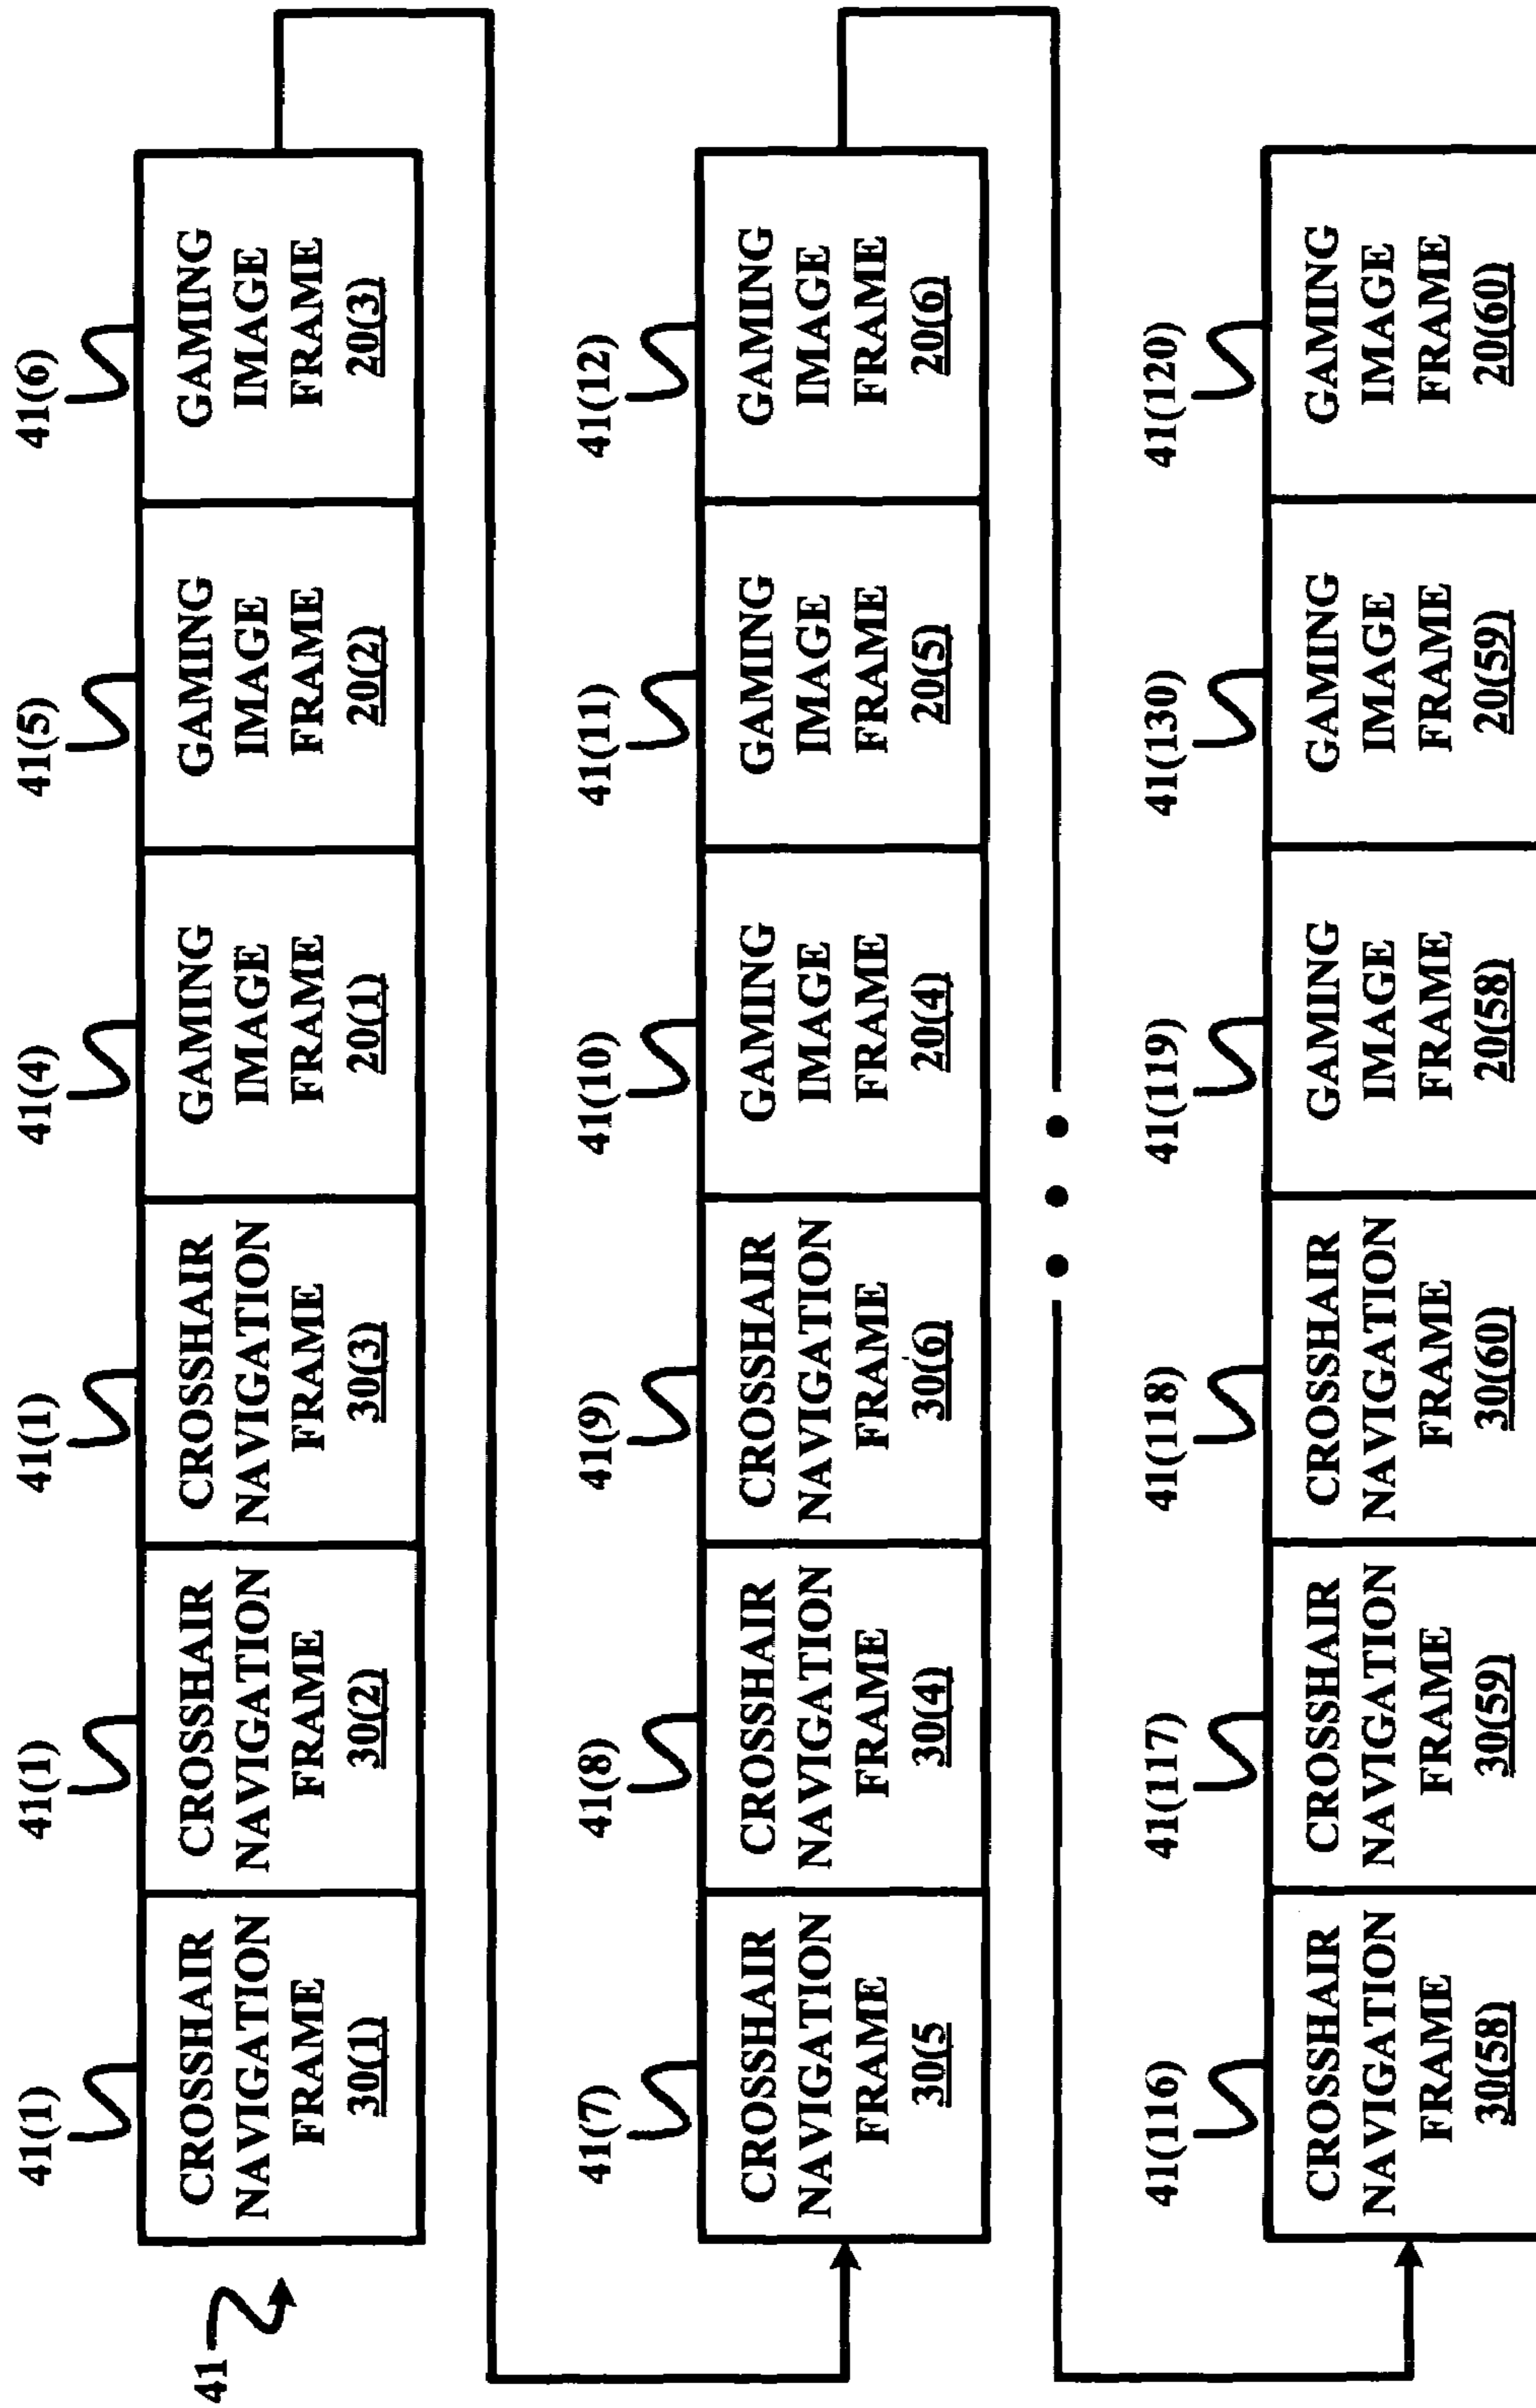 41
41(1)
41(1)
41(1)
41(4)
41(5)
41(6)
CROSSHAIR
NAVIGATION
FRAME
30(1)
CROSSHAIR
NAVIGATION
FRAME
30(2)
CROSSHAIR
NAVIGATION
FRAME
30(3)
GAMING
IMAGE
FRAME
20(1)
GAMING
IMAGE
FRAME
20(2)
GAMING
IMAGE
FRAME
20(3)
41(7)
41(8)
41(9)
41(10)
41(11)
41(12)
CROSSHAIR
NAVIGATION
FRAME
30(5
CROSSHAIR
NAVIGATION
FRAME
30(4)
CROSSHAIR
NAVIGATION
FRAME
30(6)
GAMING
IMAGE
FRAME
20(4)
GAMING
IMAGE
FRAME
20(5)
GAMING
IMAGE
FRAME
20(6)
41(116)
41(117)
41(118)
41(119)
41(130)
41(120)
CROSSHAIR
NAVIGATION
FRAME
30(58)
CROSSHAIR
NAVIGATION
FRAME
30(59)
CROSSHAIR
NAVIGATION
FRAME
30(60)
GAMING
IMAGE
FRAME
20(58)
GAMING
IMAGE
FRAME
20(59)
GAMING
IMAGE
FRAME
20(60)